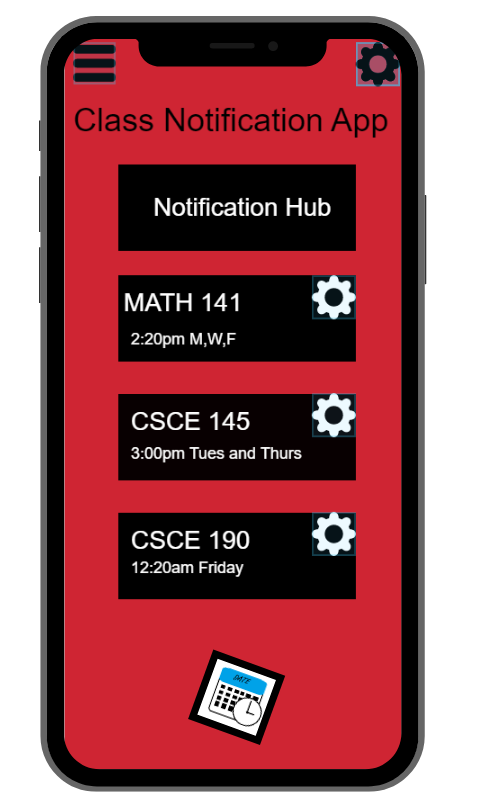 Class Notification App
Notification Hub
MATH 141
2:20pm M,W,F
CSCE 145
3:00pm Tues and Thurs
CSCE 190
12:20am Friday
DATE